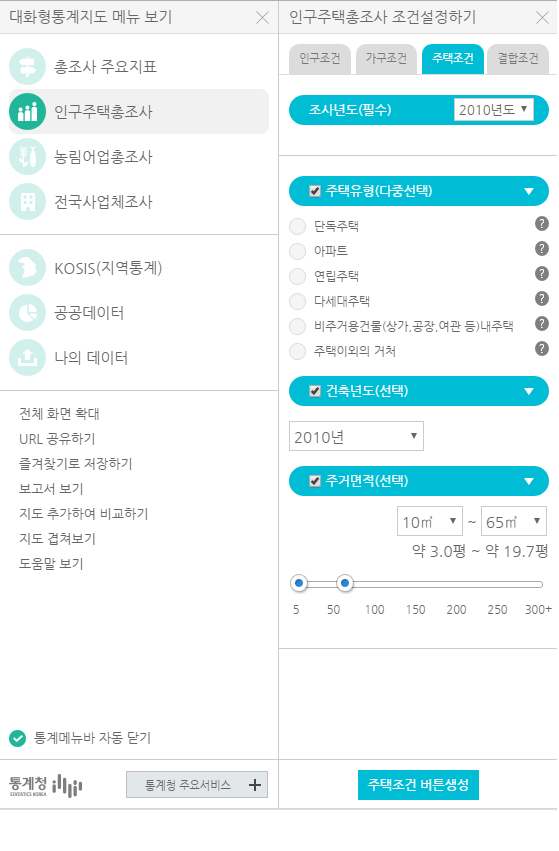 대화형통계지도 메뉴 보기
총조사 주요지표
인구주택총조사
농림어업총조사
전국사업체조사
KOSIS(지역통계)
공공데이터
나의 데이터
전체 화면 확대
URL 공유하기
즐겨찾기로 저장하기
보고서 보기
지도 추가하여 비교하기
지도 겹쳐보기
도움말 보기
통계메뉴바 자동 닫기
통계청
STATISTICS KOREA
통계청 주요서비스 +
인구주택총조사 조건설정하기
인구조건 가구조건 주택조건 결합조건
조사년도(필수) 2010년도
주택유형(다중선택)
단독주택 ?
아파트 ?
연립주택 ?
다세대주택 ?
비주거용건물(상가,공장,여관 등)내주택 ?
주택이외의 거처 ?
건축년도(선택)
2010년
주거면적(선택)
10㎡ ~ 65㎡
약 3.0평 ~ 약 19.7평
5 50 100 150 200 250 300+
주택조건 버튼생성